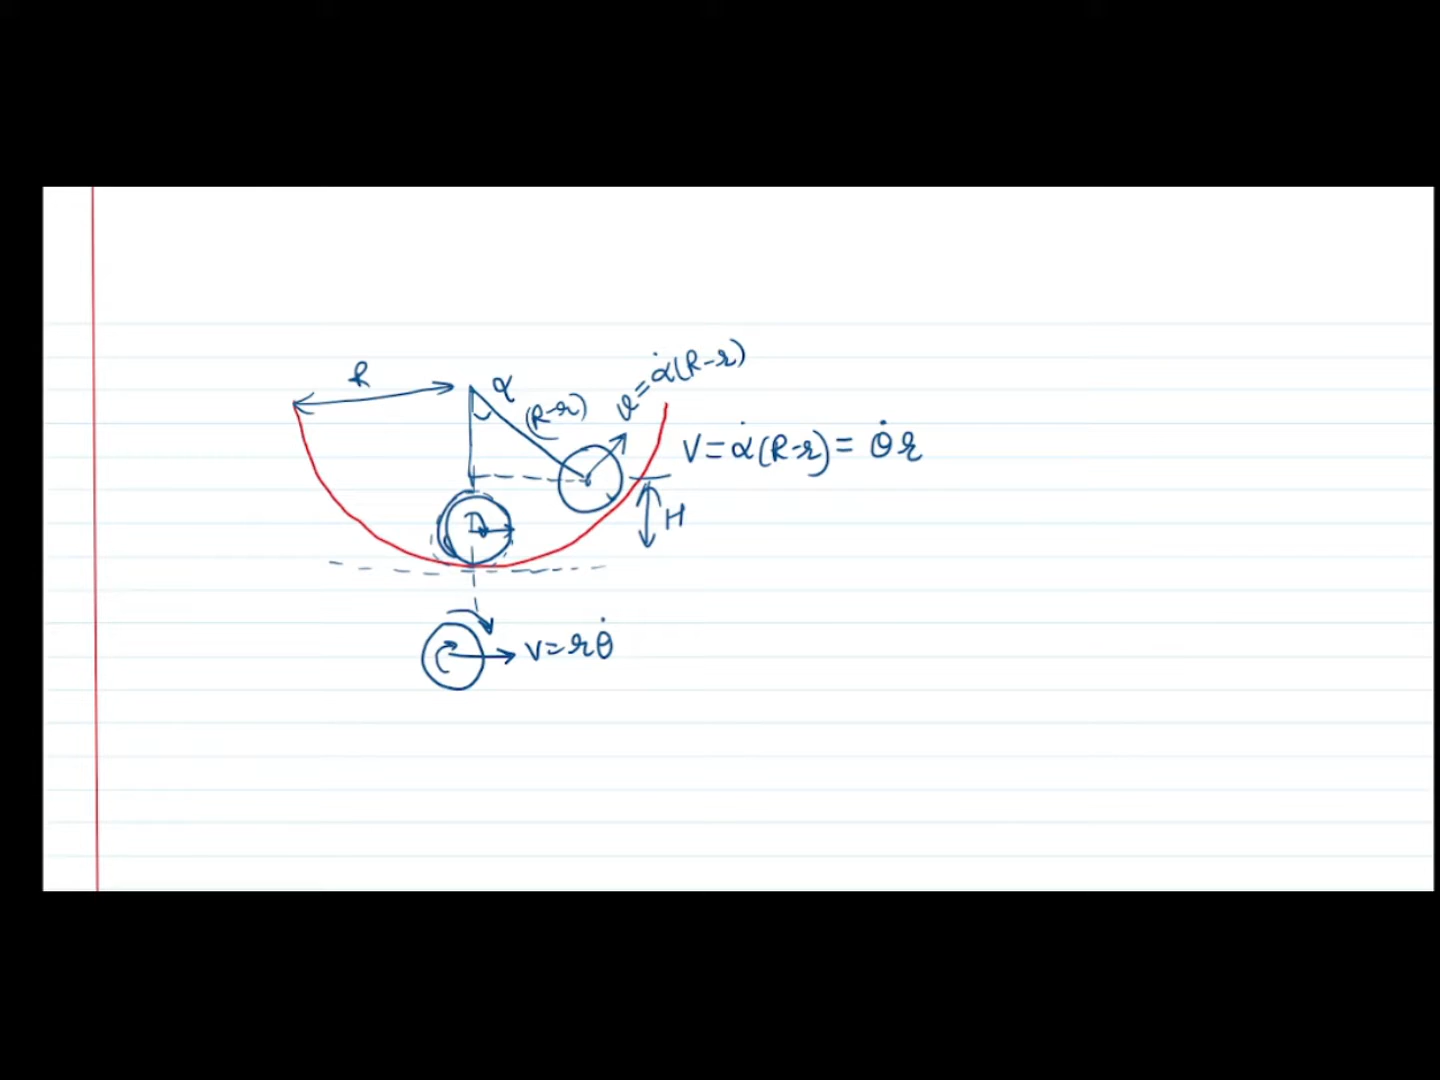 R
α
(R-r)
v = α̇(R-r)
V = α̇(R-r) = θ̇r
H
r
V = rθ̇